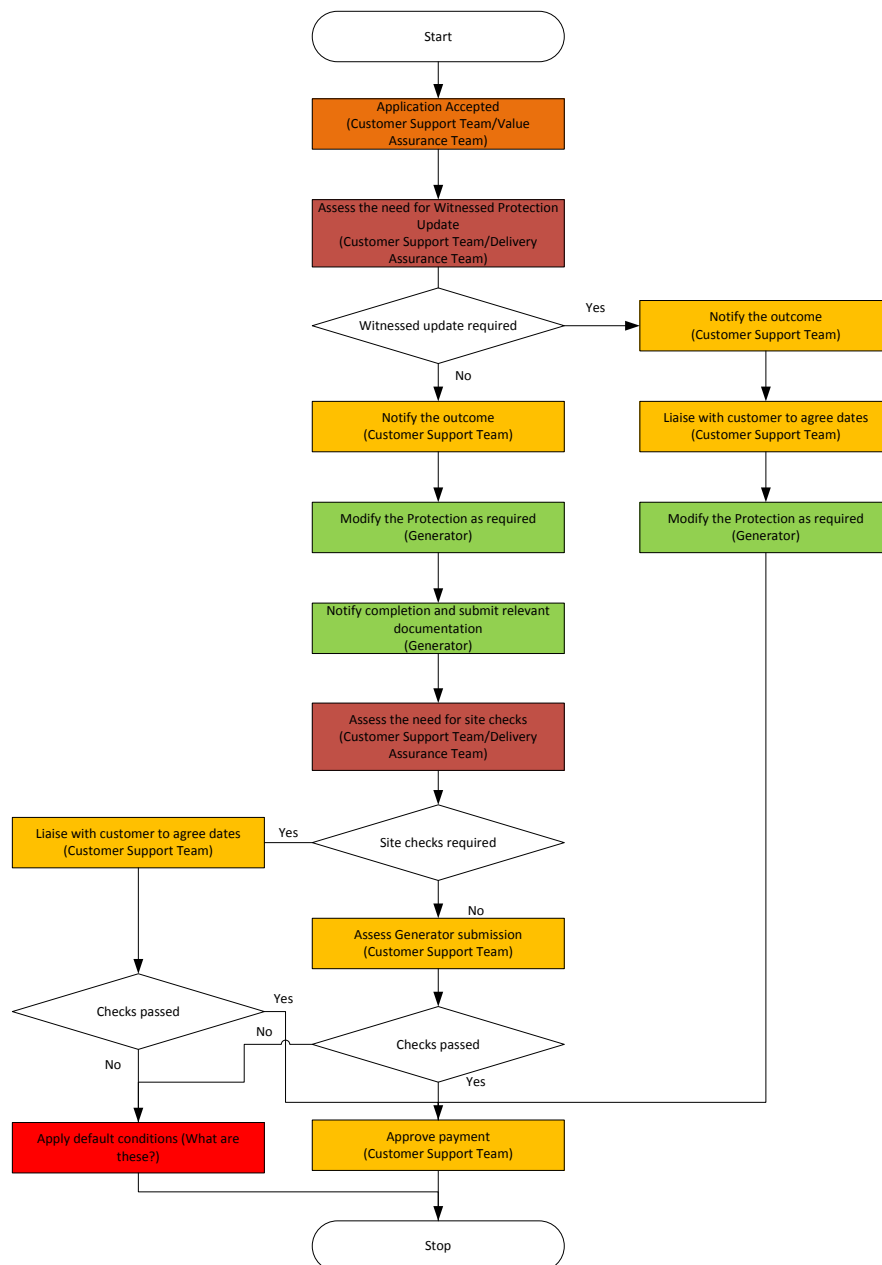 Start
Application Accepted
(Customer Support Team/Value
Assurance Team)
Assess the need for Witnessed Protection
Update
(Customer Support Team/Delivery
Assurance Team)
Witnessed update required
Yes
Notify the outcome
(Customer Support Team)
No
Notify the outcome
(Customer Support Team)
Liaise with customer to agree dates
(Customer Support Team)
Modify the Protection as required
(Generator)
Modify the Protection as required
(Generator)
Notify completion and submit relevant
documentation
(Generator)
Assess the need for site checks
(Customer Support Team/Delivery
Assurance Team)
Liaise with customer to agree dates
(Customer Support Team)
Yes
Site checks required
No
Assess Generator submission
(Customer Support Team)
Checks passed
Yes
No
Checks passed
No
Yes
Apply default conditions (What are
these?)
Approve payment
(Customer Support Team)
Stop